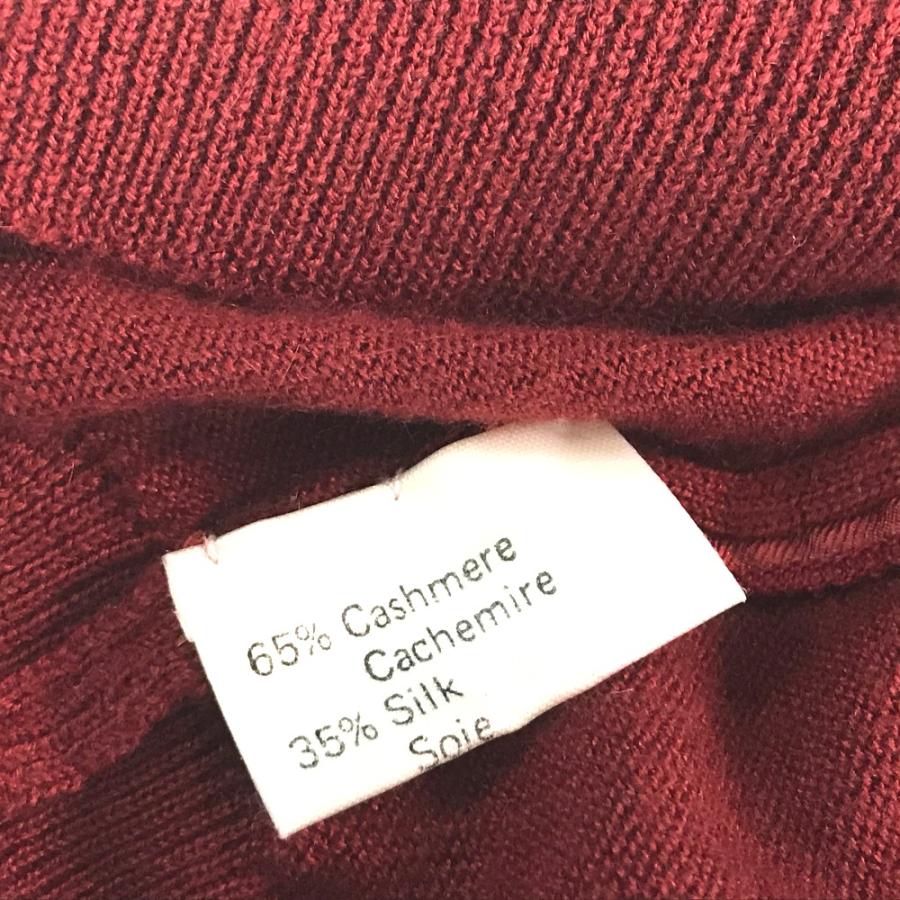 65% Cashmere
Cachemire
35% Silk
Soie